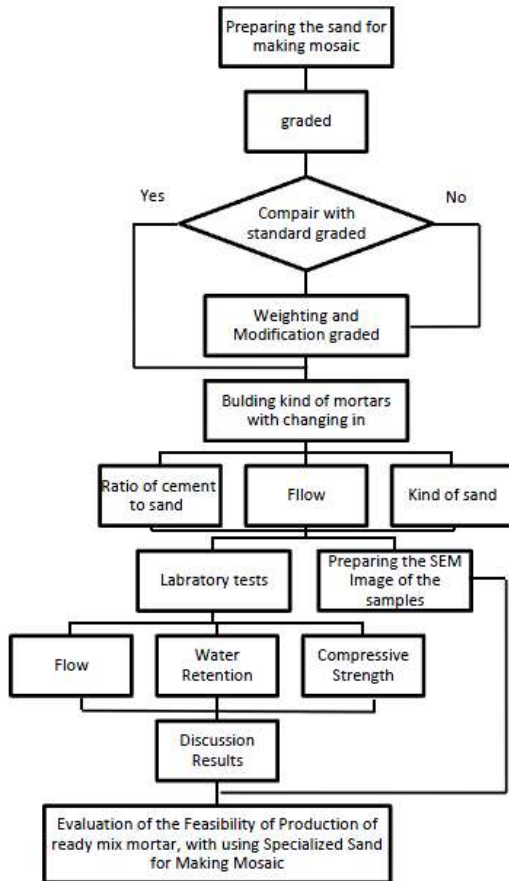 Preparing the sand for
making mosaic
graded
Yes
No
Compair with
standard graded
Weighting and
Modification graded
Bulding kind of mortars
with changing in
Ratio of cement
to sand
Fllow
Kind of sand
Labratory tests
Preparing the SEM
Image of the
samples
Flow
Water
Retention
Compressive
Strength
Discussion
Results
Evaluation of the Feasibility of Production of
ready mix mortar, with using Specialized Sand
for Making Mosaic